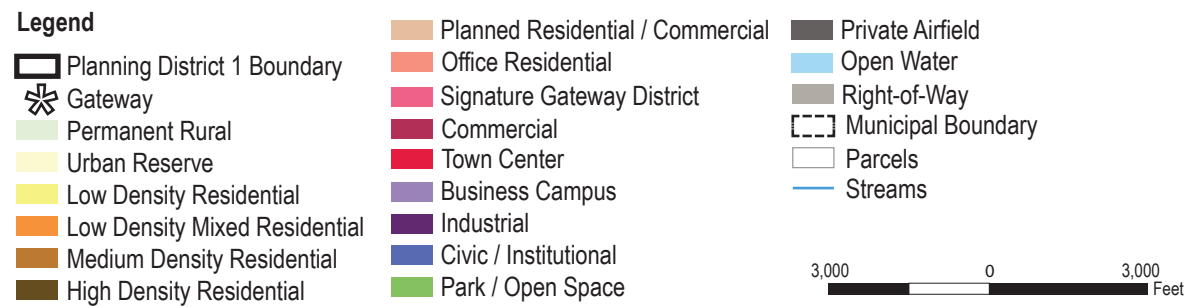 Legend
Planning District 1 Boundary
Gateway
Permanent Rural
Urban Reserve
Low Density Residential
Low Density Mixed Residential
Medium Density Residential
High Density Residential
Planned Residential / Commercial
Office Residential
Signature Gateway District
Commercial
Town Center
Business Campus
Industrial
Civic / Institutional
Park / Open Space
Private Airfield
Open Water
Right-of-Way
Municipal Boundary
Parcels
Streams
3,000 0 3,000
Feet